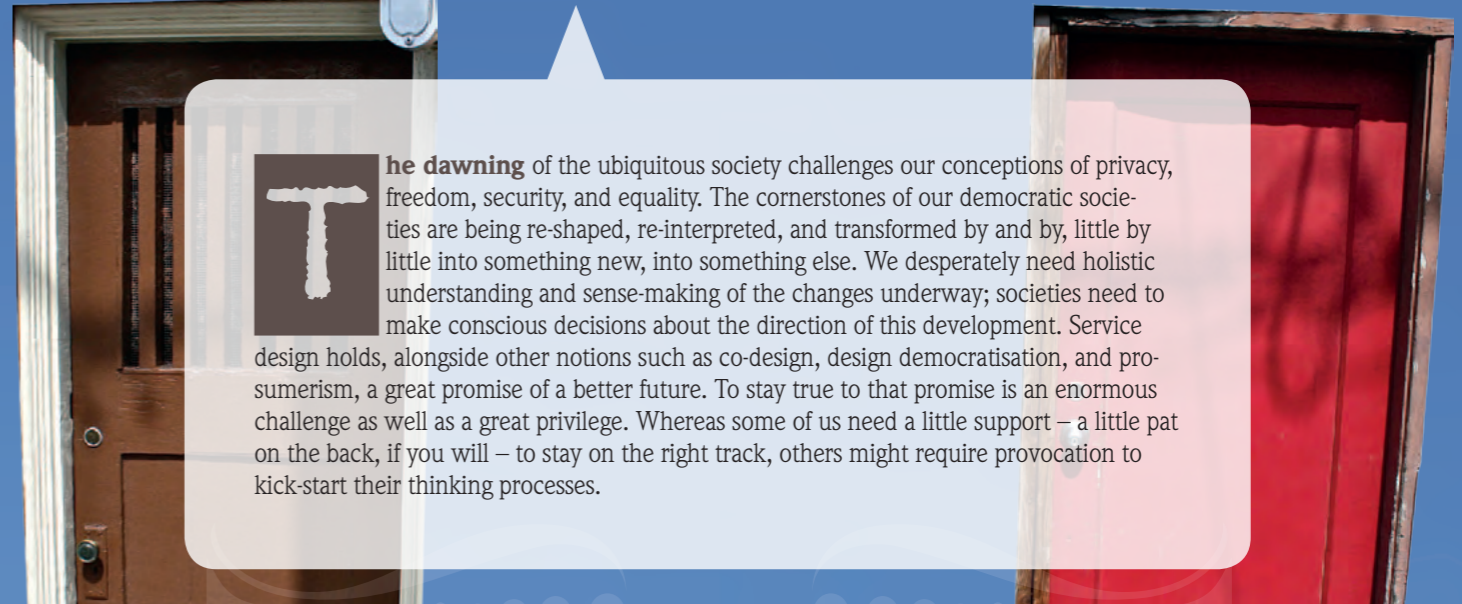 The dawning of the ubiquitous society challenges our conceptions of privacy,
freedom, security, and equality. The cornerstones of our democratic socie-
ties are being re-shaped, re-interpreted, and transformed by and by, little by
little into something new, into something else. We desperately need holistic
understanding and sense-making of the changes underway; societies need to
make conscious decisions about the direction of this development. Service
design holds, alongside other notions such as co-design, design democratisation, and pro-
sumerism, a great promise of a better future. To stay true to that promise is an enormous
challenge as well as a great privilege. Whereas some of us need a little support – a little pat
on the back, if you will – to stay on the right track, others might require provocation to
kick-start their thinking processes.